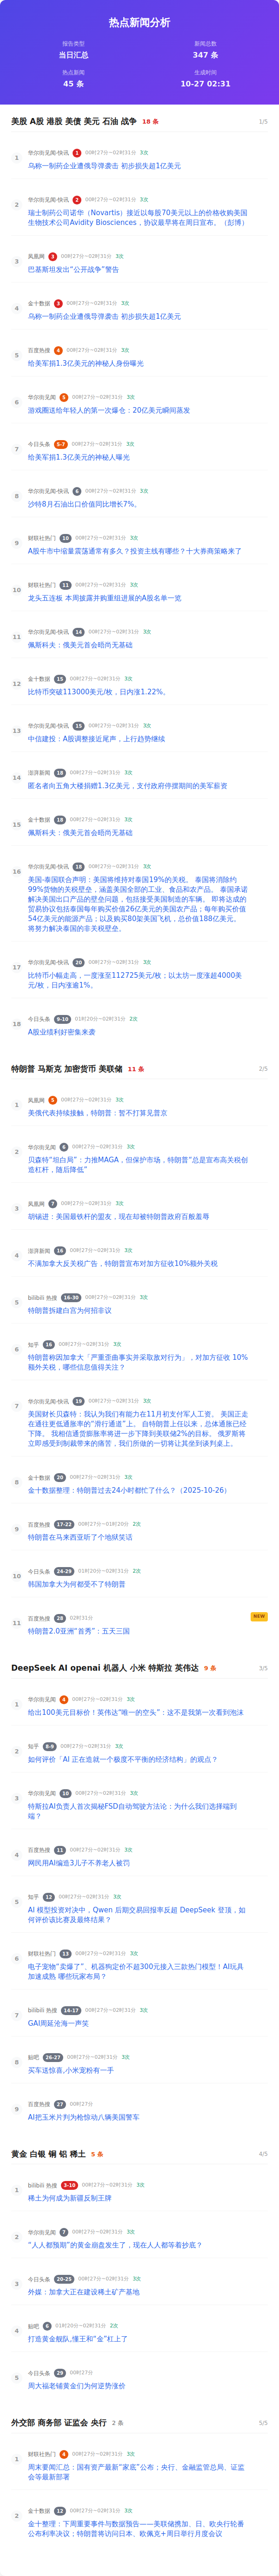 热点新闻分析
报告类型
新闻总数
当日汇总
347 条
热点新闻
生成时间
45 条
10-27 02:31
美股 A股 港股 美债 美元 石油 战争 18 条 1/5
1
华尔街见闻-快讯 1 00时27分~02时31分 3次
乌称一制药企业遭俄导弹袭击 初步损失超1亿美元
2
华尔街见闻-快讯 2 00时27分~02时31分 3次
瑞士制药公司诺华（Novartis）接近以每股70美元以上的价格收购美国
生物技术公司Avidity Biosciences，协议最早将在周日宣布。（彭博）
3
凤凰网 3 00时27分~02时31分 3次
巴基斯坦发出“公开战争”警告
4
金十数据 3 00时27分~02时31分 3次
乌称一制药企业遭俄导弹袭击 初步损失超1亿美元
5
百度热搜 4 00时27分~02时31分 3次
给美军捐1.3亿美元的神秘人身份曝光
6
华尔街见闻 5 00时27分~02时31分 3次
游戏圈送给年轻人的第一次爆仓：20亿美元瞬间蒸发
7
今日头条 5-7 00时27分~02时31分 3次
给美军捐1.3亿美元的神秘人曝光
8
华尔街见闻-快讯 6 00时27分~02时31分 3次
沙特8月石油出口价值同比增长7%。
9
财联社热门 10 00时27分~02时31分 3次
A股牛市中缩量震荡通常有多久？投资主线有哪些？十大券商策略来了
10
财联社热门 11 00时27分~02时31分 3次
龙头五连板 本周披露并购重组进展的A股名单一览
11
华尔街见闻-快讯 14 00时27分~02时31分 3次
佩斯科夫：俄美元首会晤尚无基础
12
金十数据 15 00时27分~02时31分 3次
比特币突破113000美元/枚，日内涨1.22%。
13
华尔街见闻-快讯 15 00时27分~02时31分 3次
中信建投：A股调整接近尾声，上行趋势继续
14
澎湃新闻 18 00时27分~02时31分 3次
匿名者向五角大楼捐赠1.3亿美元，支付政府停摆期间的美军薪资
15
金十数据 18 00时27分~02时31分 3次
佩斯科夫：俄美元首会晤尚无基础
16
华尔街见闻-快讯 18 00时27分~02时31分 3次
美国-泰国联合声明：美国将维持对泰国19%的关税。 泰国将消除约
99%货物的关税壁垒，涵盖美国全部的工业、食品和农产品。 泰国承诺
解决美国出口产品的壁垒问题，包括接受美国制造的车辆。 即将达成的
贸易协议包括泰国每年购买价值26亿美元的美国农产品；每年购买价值
54亿美元的能源产品；以及购买80架美国飞机，总价值188亿美元。
将努力解决泰国的非关税壁垒。
17
华尔街见闻-快讯 20 00时27分~02时31分 3次
比特币小幅走高，一度涨至112725美元/枚；以太坊一度涨超4000美
元/枚，日内涨逾1%。
18
今日头条 9-10 01时20分~02时31分 2次
A股业绩利好密集来袭
特朗普 马斯克 加密货币 美联储 11 条 2/5
1
凤凰网 5 00时27分~02时31分 3次
美俄代表持续接触，特朗普：暂不打算见普京
2
华尔街见闻 6 00时27分~02时31分 3次
贝森特“坦白局”：力推MAGA，但保护市场，特朗普“总是宣布高关税创
造杠杆，随后降低”
3
凤凰网 7 00时27分~02时31分 3次
胡锡进：美国最铁杆的盟友，现在却被特朗普政府百般羞辱
4
澎湃新闻 16 00时27分~02时31分 3次
不满加拿大反关税广告，特朗普宣布对加方征收10%额外关税
5
bilibili 热搜 16-30 00时27分~02时31分 3次
特朗普拆建白宫为何招非议
6
知乎 16 00时27分~02时31分 3次
特朗普称因加拿大「严重歪曲事实并采取敌对行为」，对加方征收 10%
额外关税，哪些信息值得关注？
7
华尔街见闻-快讯 19 00时27分~02时31分 3次
美国财长贝森特：我认为我们有能力在11月初支付军人工资。 美国正走
在通往更低通胀率的“滑行通道”上。 自特朗普上任以来，总体通胀已经
下降。 我相信通货膨胀率将进一步下降到美联储2%的目标。 俄罗斯将
立即感受到制裁带来的痛苦，我们所做的一切将让其坐到谈判桌上。
8
金十数据 20 00时27分~02时31分 3次
金十数据整理：特朗普过去24小时都忙了什么？（2025-10-26）
9
百度热搜 17-22 00时27分~01时20分 2次
特朗普在马来西亚听了个地狱笑话
10
今日头条 24-29 01时20分~02时31分 2次
韩国加拿大为何都受不了特朗普
11
百度热搜 28 02时31分
NEW
特朗普2.0亚洲“首秀”：五天三国
DeepSeek AI openai 机器人 小米 特斯拉 英伟达 9 条 3/5
1
华尔街见闻 4 00时27分~02时31分 3次
给出100美元目标价！英伟达“唯一的空头”：这不是我第一次看到泡沫
2
知乎 8-9 00时27分~02时31分 3次
如何评价「AI 正在造就一个极度不平衡的经济结构」的观点？
3
华尔街见闻 10 00时27分~02时31分 3次
特斯拉AI负责人首次揭秘FSD自动驾驶方法论：为什么我们选择端到
端？
4
百度热搜 11 00时27分~02时31分 3次
网民用AI编造3儿子不养老人被罚
5
知乎 12 00时27分~02时31分 3次
AI 模型投资对决中，Qwen 后期交易回报率反超 DeepSeek 登顶，如
何评价该比赛及最终结果？
6
财联社热门 13 00时27分~02时31分 3次
电子宠物“卖爆了”、机器狗定价不超300元接入三款热门模型！AI玩具
加速成熟 哪些玩家布局？
7
bilibili 热搜 14-17 00时27分~02时31分 3次
GAI周延沧海一声笑
8
贴吧 26-27 00时27分~02时31分 3次
买车送惊喜,小米宠粉有一手
9
百度热搜 27 00时27分
AI把玉米片判为枪惊动八辆美国警车
黄金 白银 铜 铝 稀土 5 条 4/5
1
bilibili 热搜 3-10 00时27分~02时31分 3次
稀土为何成为新疆反制王牌
2
华尔街见闻 7 00时27分~02时31分 3次
“人人都预期”的黄金崩盘发生了，现在人人都等着抄底？
3
今日头条 20-25 00时27分~02时31分 3次
外媒：加拿大正在建设稀土矿产基地
4
贴吧 6 01时20分~02时31分 2次
打造黄金舰队,懂王和“金”杠上了
5
今日头条 29 00时27分
周大福老铺黄金们为何逆势涨价
外交部 商务部 证监会 央行 2 条 5/5
1
财联社热门 4 00时27分~02时31分 3次
周末要闻汇总：国有资产最新“家底”公布；央行、金融监管总局、证监
会等最新部署
2
金十数据 12 00时27分~02时31分 3次
金十整理：下周重要事件与数据预告——美联储携加、日、欧央行轮番
公布利率决议；特朗普将访问日本、欧佩克+周日举行月度会议